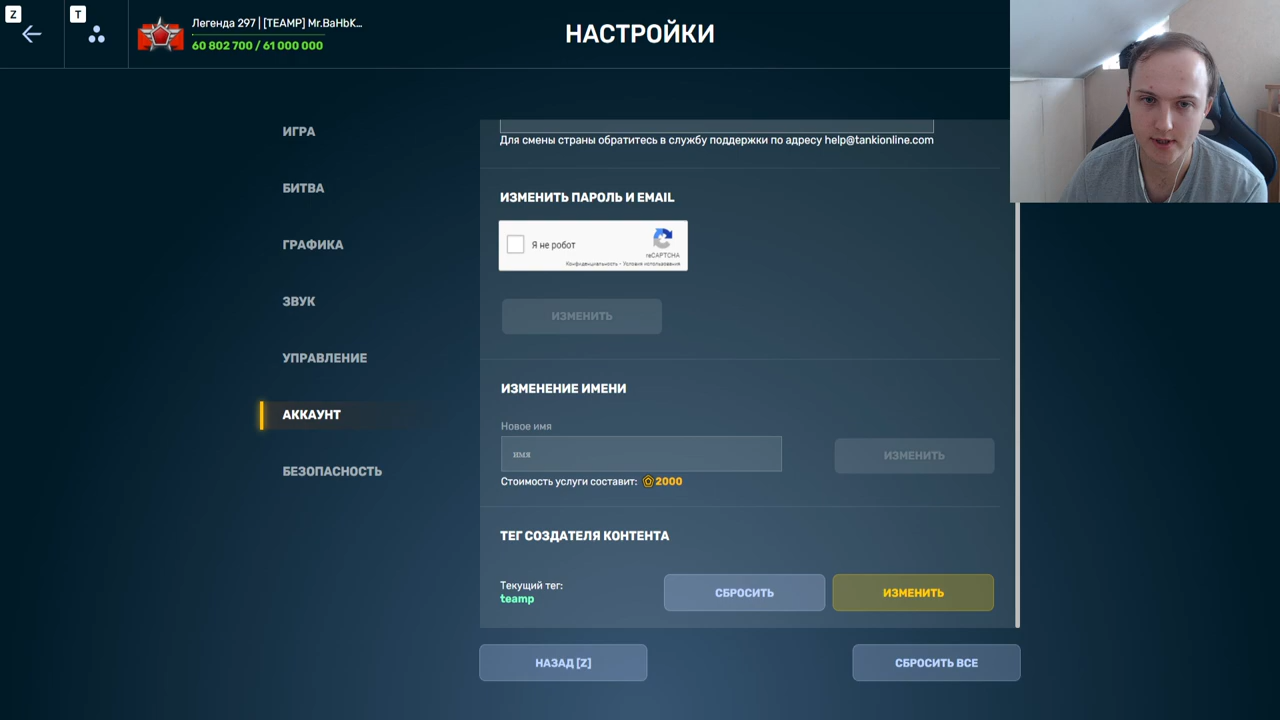 Z
T
Легенда 297 | [TEAMP] Mr.BaHbK...
60 802 700 / 61 000 000
НАСТРОЙКИ
ИГРА
БИТВА
ГРАФИКА
ЗВУК
УПРАВЛЕНИЕ
АККАУНТ
БЕЗОПАСНОСТЬ
Для смены страны обратитесь в службу поддержки по адресу help@tankionline.com
ИЗМЕНИТЬ ПАРОЛЬ И EMAIL
Я не робот
reCAPTCHA
Конфиденциальность - Условия использования
ИЗМЕНИТЬ
ИЗМЕНЕНИЕ ИМЕНИ
Новое имя
имя
ИЗМЕНИТЬ
Стоимость услуги составит: 2000
ТЕГ СОЗДАТЕЛЯ КОНТЕНТА
Текущий тег:
teamp
СБРОСИТЬ
ИЗМЕНИТЬ
НАЗАД [Z]
СБРОСИТЬ ВСЕ